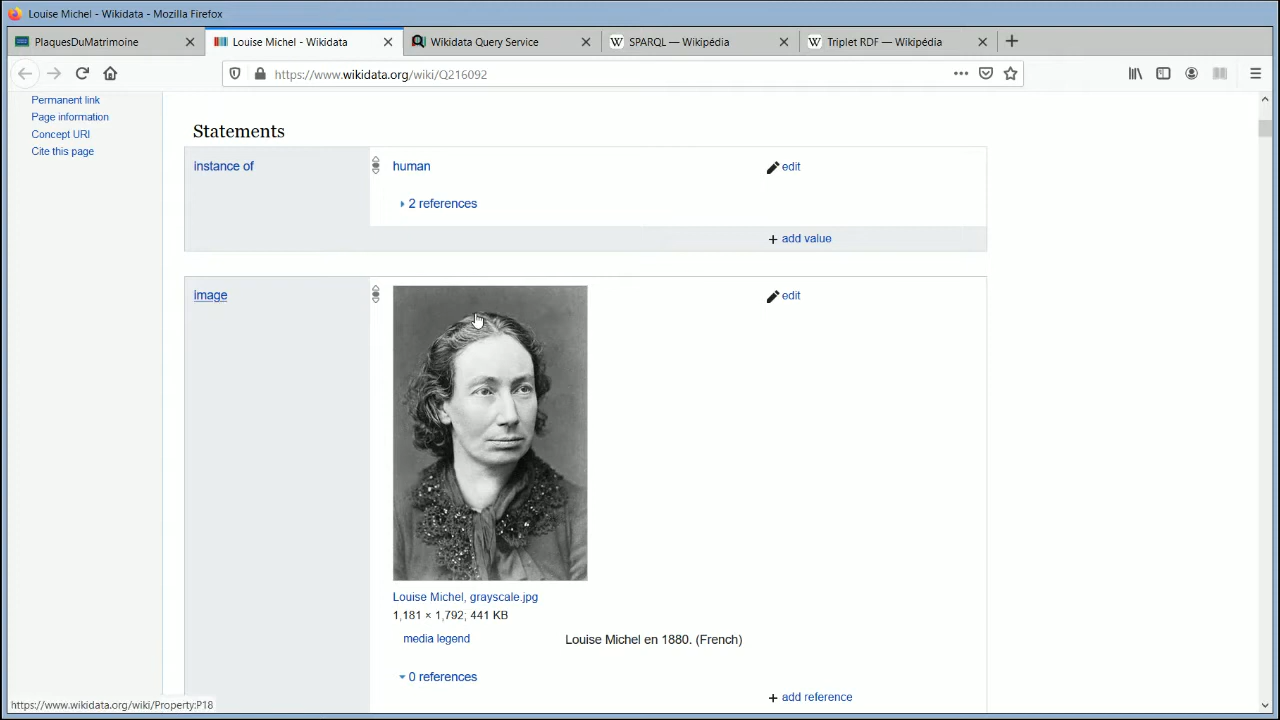 Louise Michel - Wikidata - Mozilla Firefox
PlaquesDuMatrimoine
Louise Michel - Wikidata
Wikidata Query Service
SPARQL — Wikipédia
Triplet RDF — Wikipédia
https://www.wikidata.org/wiki/Q216092
Permanent link
Page information
Concept URI
Cite this page
Statements
instance of
human
edit
2 references
+ add value
image
edit
Louise Michel, grayscale.jpg
1,181 × 1,792; 441 KB
media legend
Louise Michel en 1880. (French)
0 references
+ add reference
https://www.wikidata.org/wiki/Property:P18